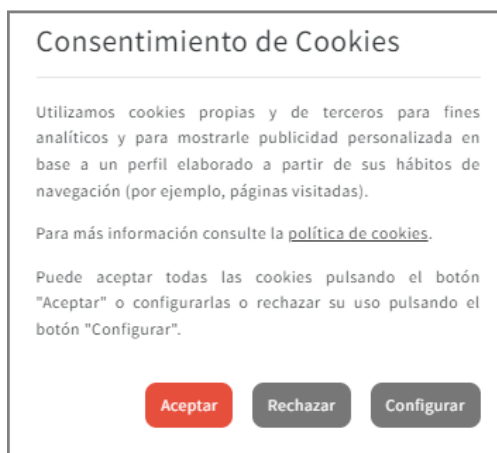 Consentimiento de Cookies
Utilizamos cookies propias y de terceros para fines
analíticos y para mostrarle publicidad personalizada en
base a un perfil elaborado a partir de sus hábitos de
navegación (por ejemplo, páginas visitadas).
Para más información consulte la política de cookies.
Puede aceptar todas las cookies pulsando el botón
"Aceptar" o configurarlas o rechazar su uso pulsando el
botón "Configurar".
Aceptar Rechazar Configurar